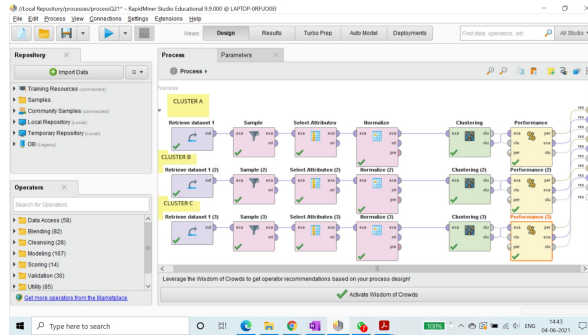 //Local Repository/processes/processQ21* – RapidMiner Studio Educational 9.9.000 @ LAPTOP-0RFUO0EI
File Edit Process View Connections Settings Extensions Help
Views: Design Results Turbo Prep Auto Model Deployments Find data, operators...etc All Studio
Repository
Import Data
Training Resources (connected)
Samples
Community Samples (connected)
Local Repository (Local)
Temporary Repository (Local)
DB (Legacy)
Operators
Search for Operators
Data Access (58)
Blending (82)
Cleansing (28)
Modeling (167)
Scoring (14)
Validation (30)
Utility (85)
Get more operators from the Marketplace
Process Parameters
Process
Process
CLUSTER A
Retrieve dataset 1 Sample Select Attributes Normalize Clustering Performance
CLUSTER B
Retrieve dataset 1 (2) Sample (2) Select Attributes (2) Normalize (2) Clustering (2) Performance (2)
CLUSTER C
Retrieve dataset 1 (3) Sample (3) Select Attributes (3) Normalize (3) Clustering (3) Performance (3)
Leverage the Wisdom of Crowds to get operator recommendations based on your process design!
Activate Wisdom of Crowds
Type here to search
100% ENG 14:43
04-06-2021